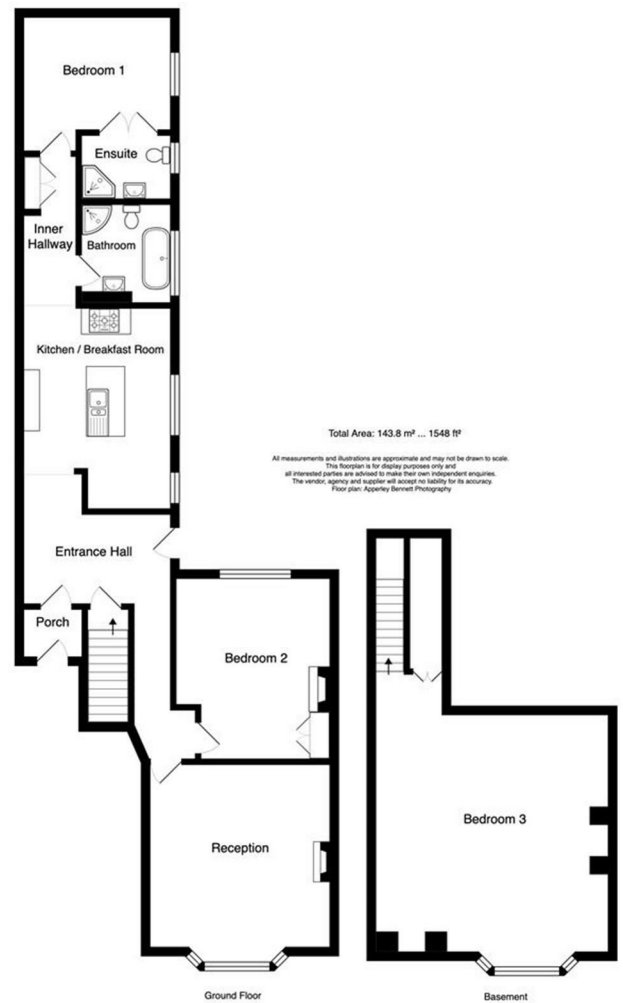 Bedroom 1
Ensuite
Inner
Hallway
Bathroom
Kitchen / Breakfast Room
Total Area: 143.8 m² ... 1548 ft²
All measurements and illustrations are approximate and may not be drawn to scale.
This floorplan is for display purposes only and
all interested parties are advised to make their own independent enquiries.
The vendor, agency and supplier will accept no liability for its accuracy.
Floor plan: Apperley Bennett Photography
Entrance Hall
Porch
Bedroom 2
Reception
Bedroom 3
Ground Floor
Basement